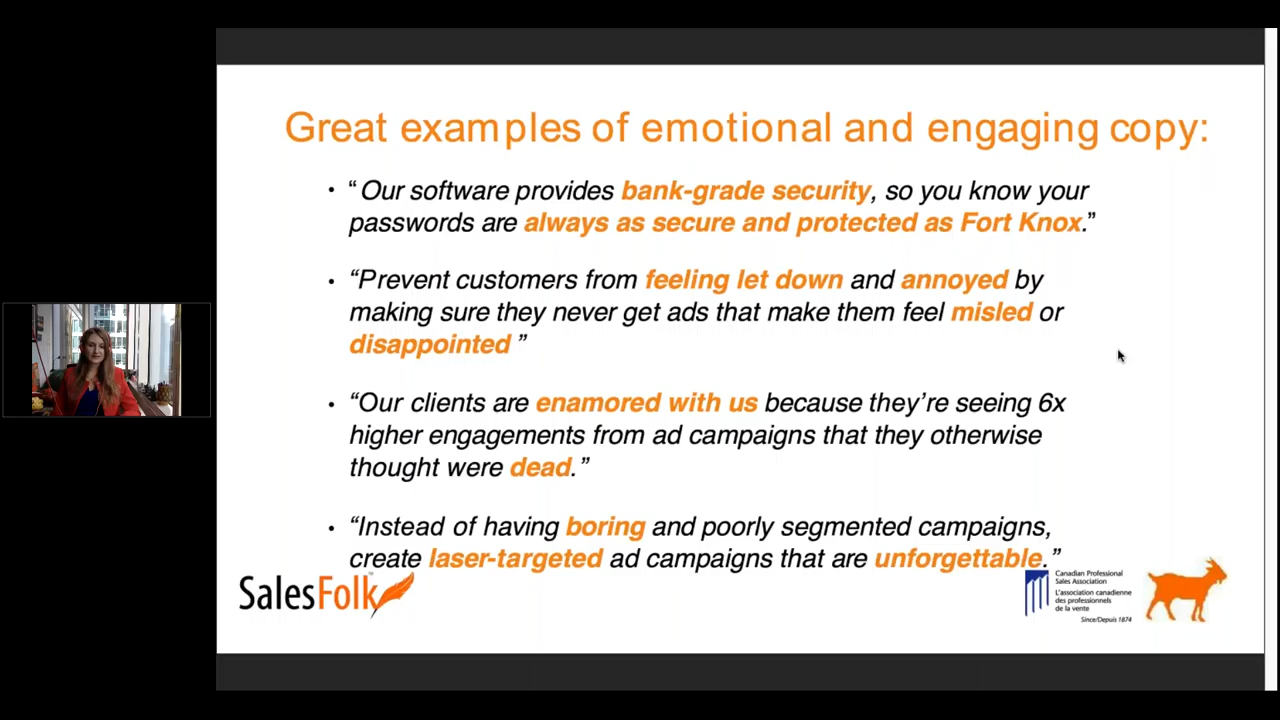 Great examples of emotional and engaging copy:
• “ Our software provides bank-grade security, so you know your
passwords are always as secure and protected as Fort Knox.”
• “Prevent customers from feeling let down and annoyed by
making sure they never get ads that make them feel misled or
disappointed ”
• “Our clients are enamored with us because they’re seeing 6x
higher engagements from ad campaigns that they otherwise
thought were dead.”
• “Instead of having boring and poorly segmented campaigns,
create laser-targeted ad campaigns that are unforgettable.”
SalesFolk
Canadian Professional
Sales Association
L'association canadienne
des professionnels
de la vente
Since/Depuis 1874